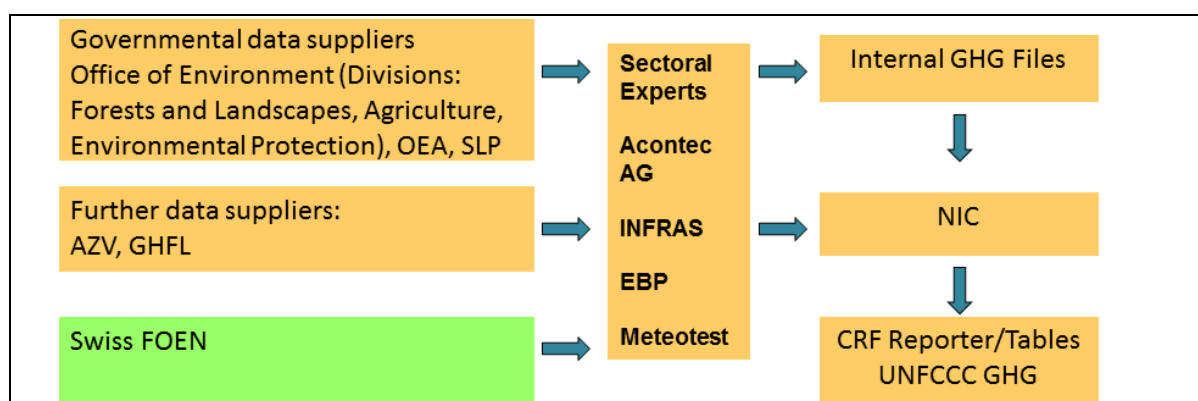 Governmental data suppliers
Office of Environment (Divisions:
Forests and Landscapes, Agriculture,
Environmental Protection), OEA, SLP
Further data suppliers:
AZV, GHFL
Swiss FOEN
Sectoral
Experts
Acontec
AG
INFRAS
EBP
Meteotest
Internal GHG Files
NIC
CRF Reporter/Tables
UNFCCC GHG